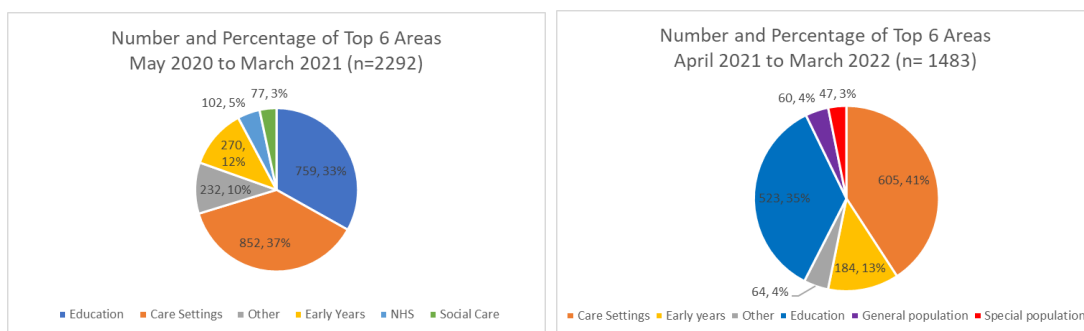 Number and Percentage of Top 6 Areas
May 2020 to March 2021 (n=2292)
77, 3%
102, 5%
270,
12%
759, 33%
232, 10%
852, 37%
Education
Care Settings
Other
Early Years
NHS
Social Care
Number and Percentage of Top 6 Areas
April 2021 to March 2022 (n= 1483)
47, 3%
60, 4%
605, 41%
523, 35%
184, 13%
64, 4%
Care Settings
Early years
Other
Education
General population
Special population